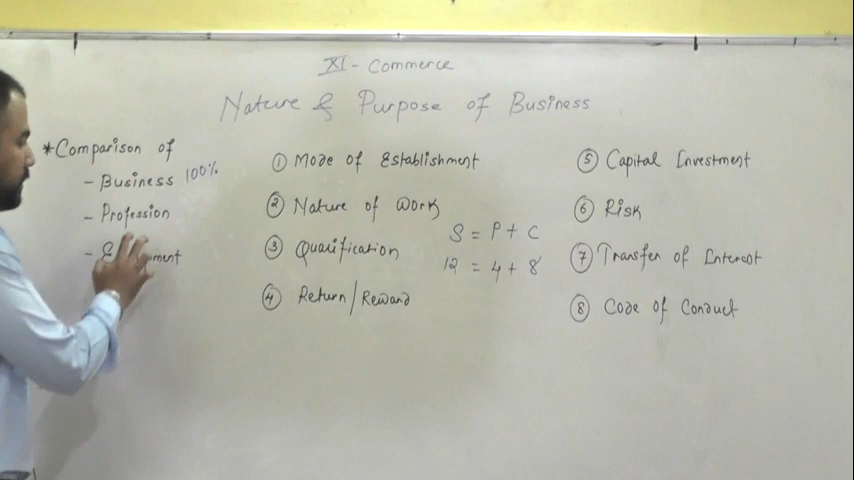 XI - Commerce
Nature & Purpose of Business
*Comparison of
- Business 100%
- Profession
① Mode of Establishment
② Nature of Work
③ Qualification
④ Return/Reward
S = P + C
12 = 4 + 8
⑤ Capital Investment
⑥ Risk
⑦ Transfer of Interest
⑧ Code of Conduct